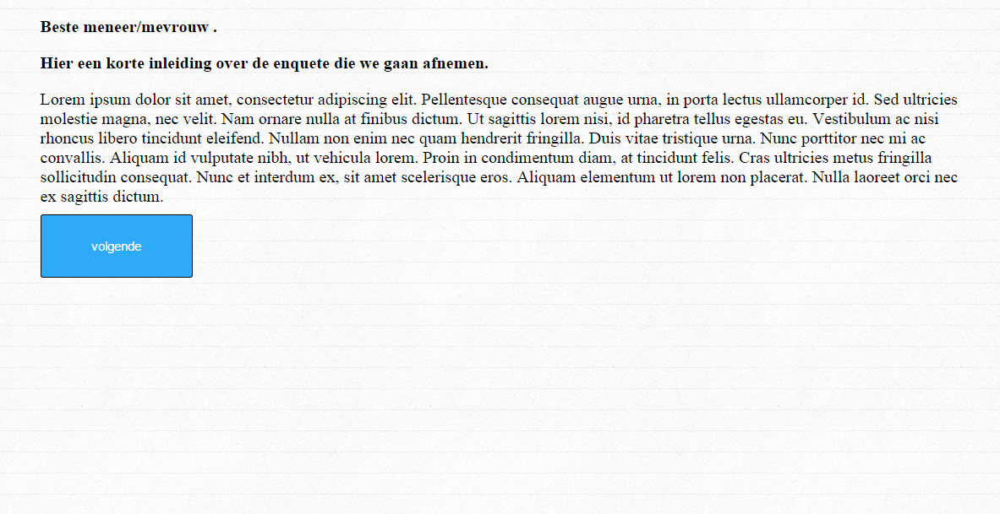 Beste meneer/mevrouw .
Hier een korte inleiding over de enquete die we gaan afnemen.
Lorem ipsum dolor sit amet, consectetur adipiscing elit. Pellentesque consequat augue urna, in porta lectus ullamcorper id. Sed ultricies
molestie magna, nec velit. Nam ornare nulla at finibus dictum. Ut sagittis lorem nisi, id pharetra tellus egestas eu. Vestibulum ac nisi
rhoncus libero tincidunt eleifend. Nullam non enim nec quam hendrerit fringilla. Duis vitae tristique urna. Nunc porttitor nec mi ac
convallis. Aliquam id vulputate nibh, ut vehicula lorem. Proin in condimentum diam, at tincidunt felis. Cras ultricies metus fringilla
sollicitudin consequat. Nunc et interdum ex, sit amet scelerisque eros. Aliquam elementum ut lorem non placerat. Nulla laoreet orci nec
ex sagittis dictum.
volgende